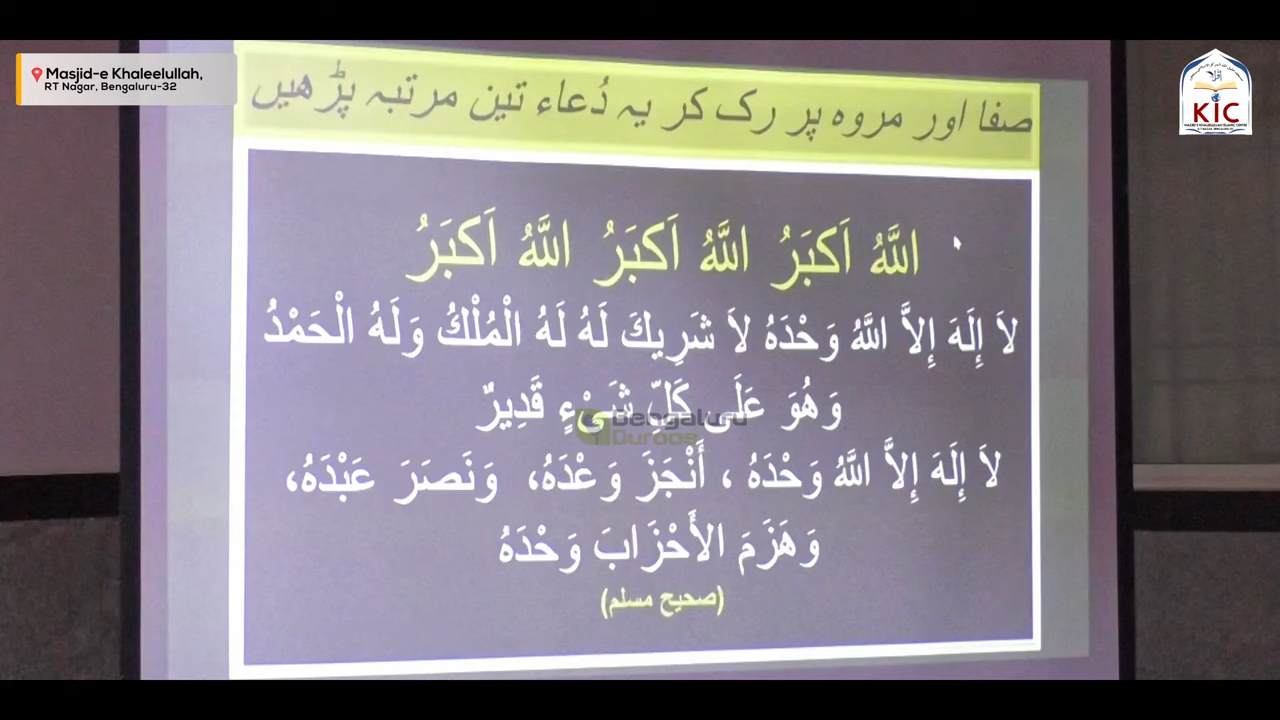 Masjid-e Khaleelullah,
RT Nagar, Bengaluru-32
KIC
صفا اور مروہ پر رک کر یہ دُعاء تین مرتبہ پڑھیں
اللَّهُ اَكبَرُ اللَّهُ اَكبَرُ اللَّهُ اَكبَرُ
لاَ إِلَهَ إِلاَّ اللَّهُ وَحْدَهُ لاَ شَرِيكَ لَهُ لَهُ الْمُلْكُ وَلَهُ الْحَمْدُ
وَهُوَ عَلَى كَلِّ شَىْءٍ قَدِيرٌ
Bengaluru
Duroos
لاَ إِلَهَ إِلاَّ اللَّهُ وَحْدَهُ ، أَنْجَزَ وَعْدَهُ، وَنَصَرَ عَبْدَهُ،
وَهَزَمَ الأَحْزَابَ وَحْدَهُ
(صحيح مسلم)